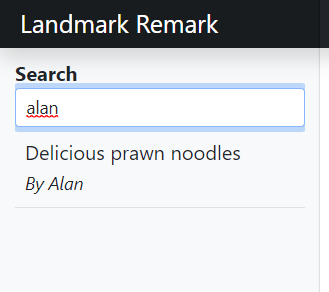 Landmark Remark
Search
alan
Delicious prawn noodles
By Alan